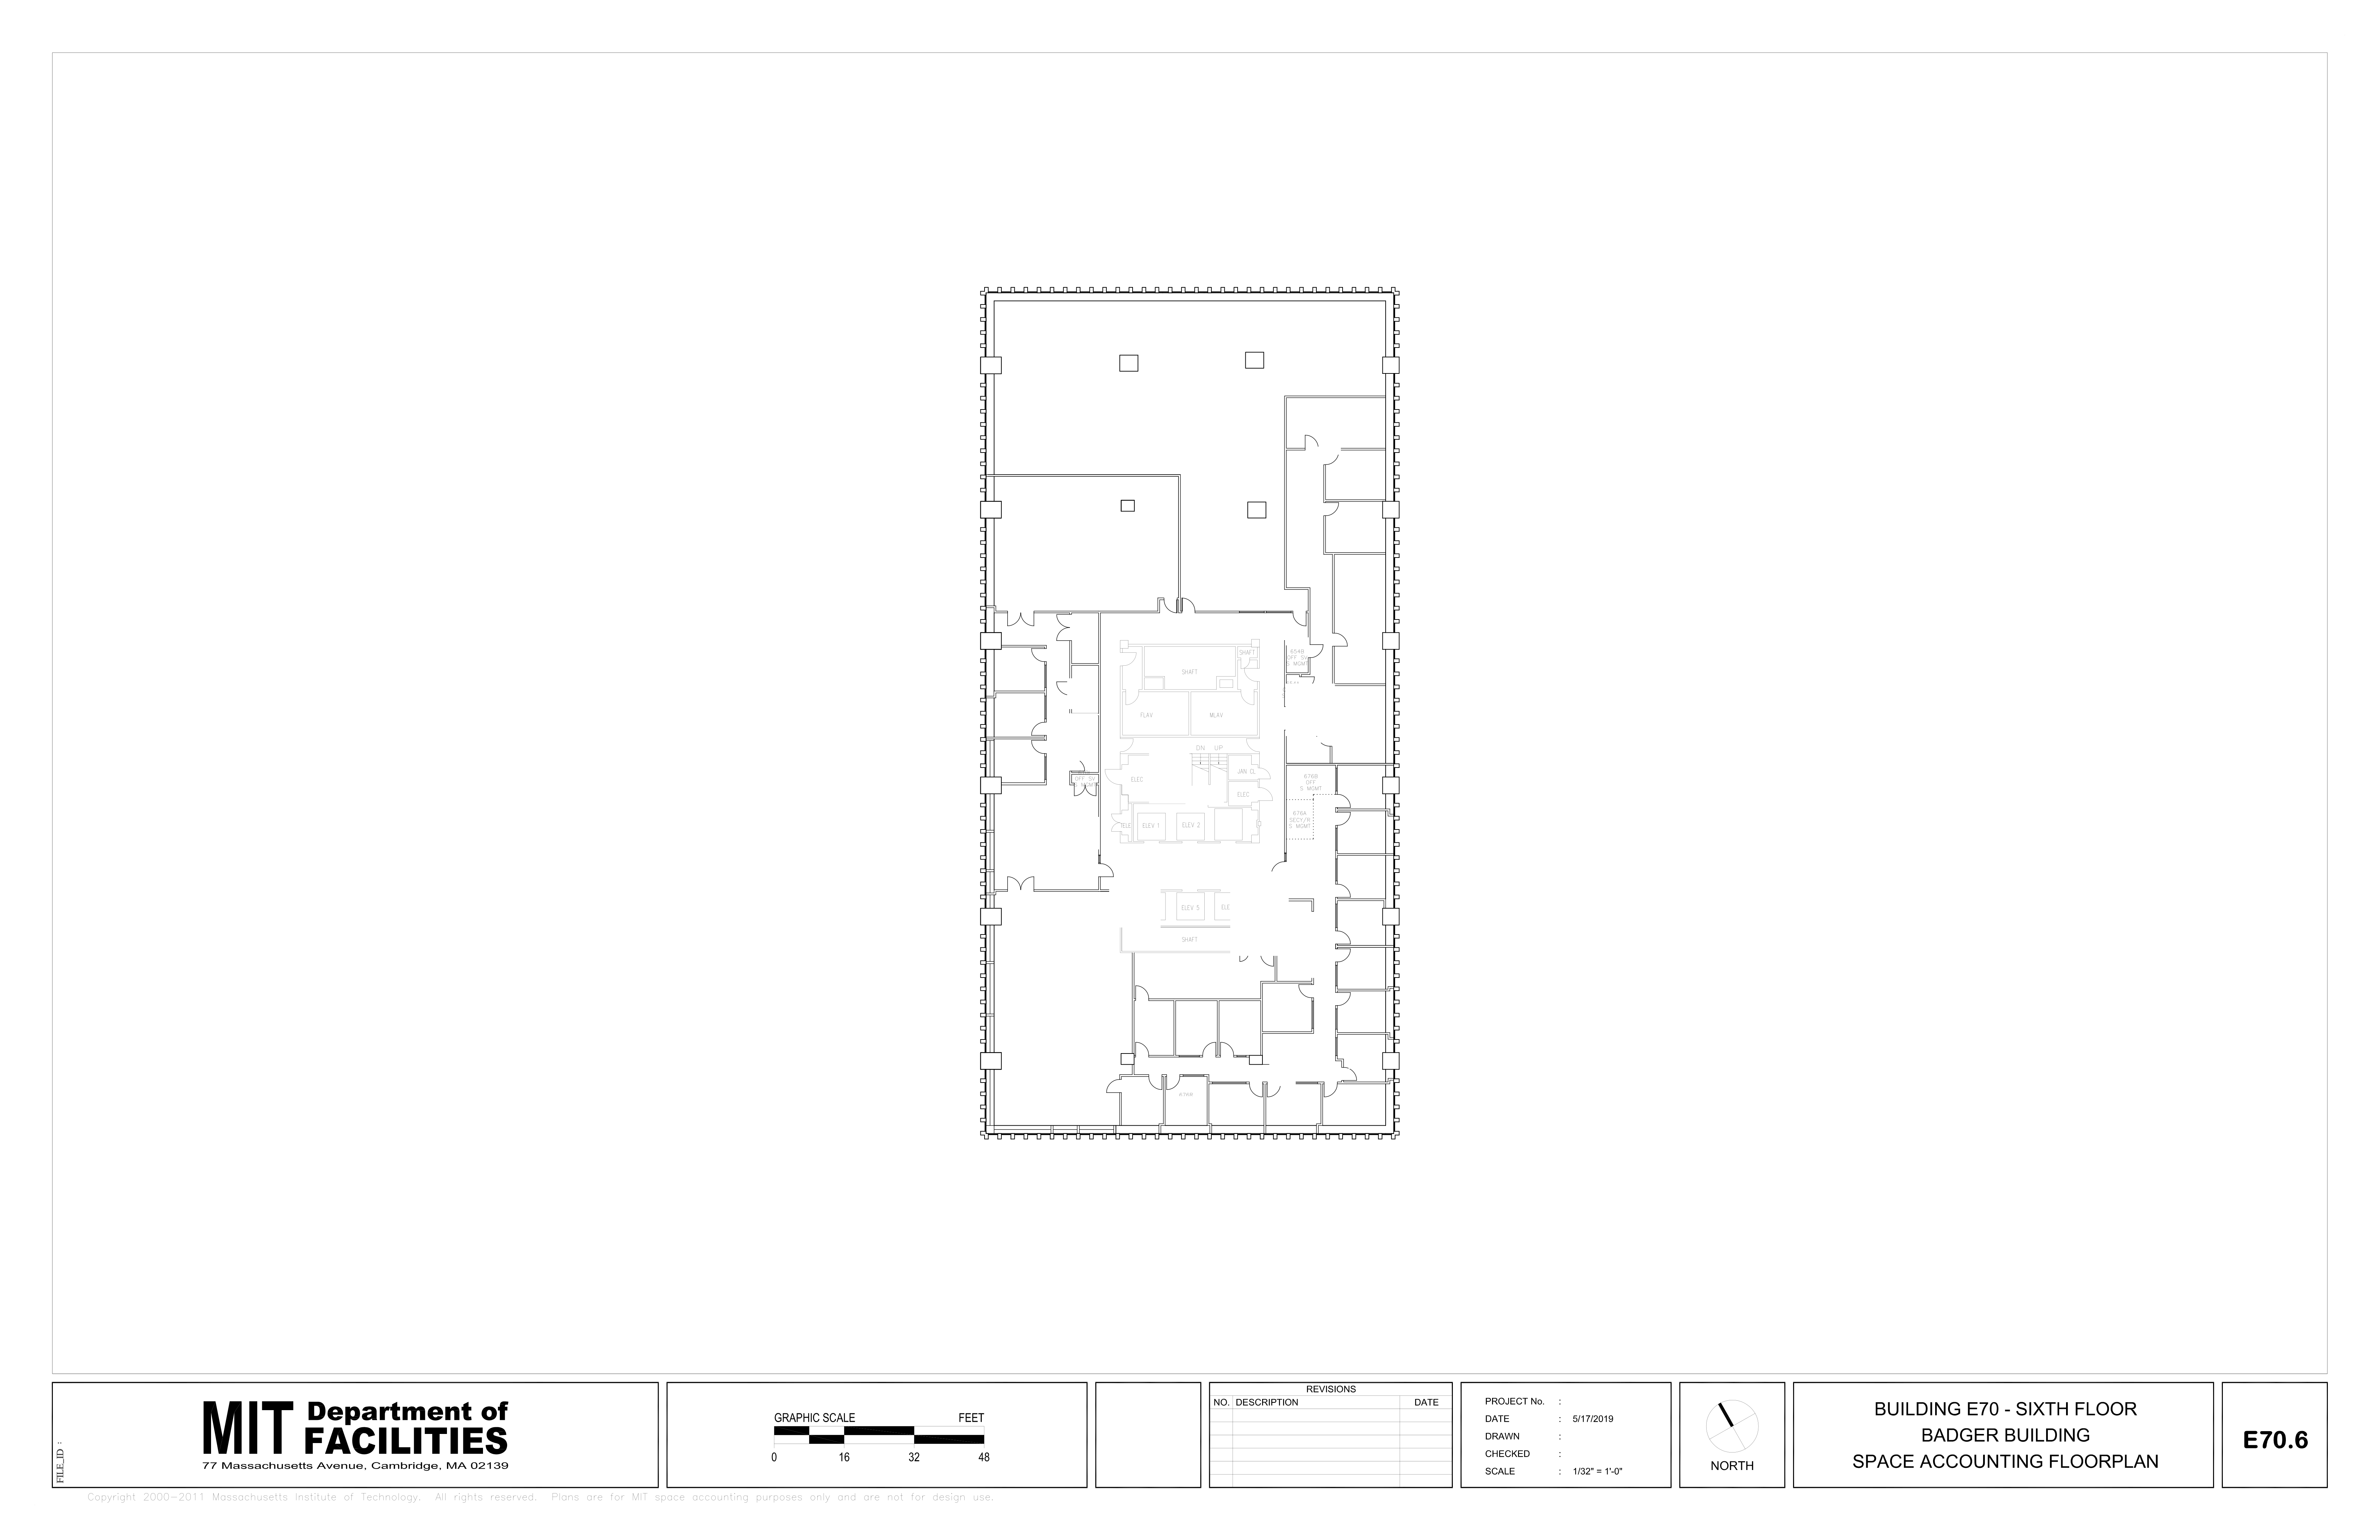 654B
OFF SV
S. MGMT
SHAFT
SHAFT
FLAV
MLAV
DN UP
OFF SV
MGMT
ELEC
JAN CL
ELEC
676B
OFF
S. MGMT
676A
SECY/R
S. MGMT
ELE
ELEV 1
ELEV 2
ELEV 5
ELE
SHAFT
FILE_ID :
MIT Department of
FACILITIES
77 Massachusetts Avenue, Cambridge, MA 02139
GRAPHIC SCALE FEET
0 16 32 48
REVISIONS
NO. DESCRIPTION DATE
PROJECT No. :
DATE : 5/17/2019
DRAWN :
CHECKED :
SCALE : 1/32" = 1'-0"
NORTH
BUILDING E70 - SIXTH FLOOR
BADGER BUILDING
SPACE ACCOUNTING FLOORPLAN
E70.6
Copyright 2000-2011 Massachusetts Institute of Technology. All rights reserved. Plans are for MIT space accounting purposes only and are not for design use.